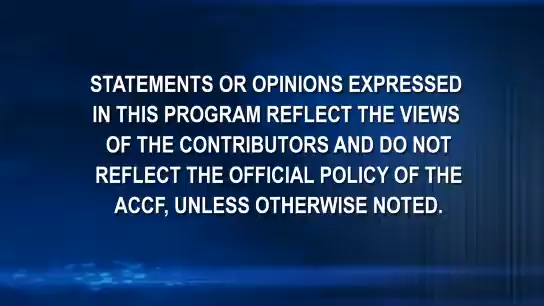 STATEMENTS OR OPINIONS EXPRESSED
IN THIS PROGRAM REFLECT THE VIEWS
OF THE CONTRIBUTORS AND DO NOT
REFLECT THE OFFICIAL POLICY OF THE
ACCF, UNLESS OTHERWISE NOTED.